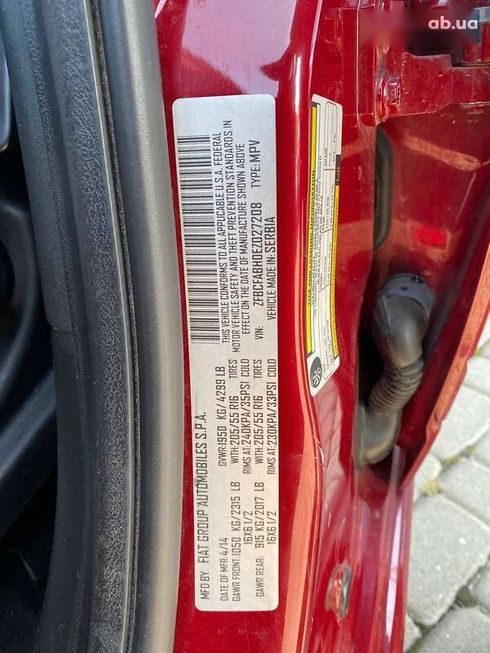 ab.ua
MFD BY FIAT GROUP AUTOMOBILES S.P.A.
DATE OF MFR:4/14 GVWR:1950 KG/4299 LB
GAWR FRONT:1050 KG/2315 LB WITH:205/55 R16 TIRES
16X6 1/2 RIMS AT:240KPA/35PSI COLD
GAWR REAR: 915 KG/2017 LB WITH:205/55 R16 TIRES
16X6 1/2 RIMS AT:230KPA/33PSI COLD
THIS VEHICLE CONFORMS TO ALL APPLICABLE U.S.A. FEDERAL
MOTOR VEHICLE SAFETY AND THEFT PREVENTION STANDARDS IN
EFFECT ON THE DATE OF MANUFACTURE SHOWN ABOVE
VIN: ZFBCFABH0EZ027208 TYPE: MPV
VEHICLE MADE IN: SERBIA